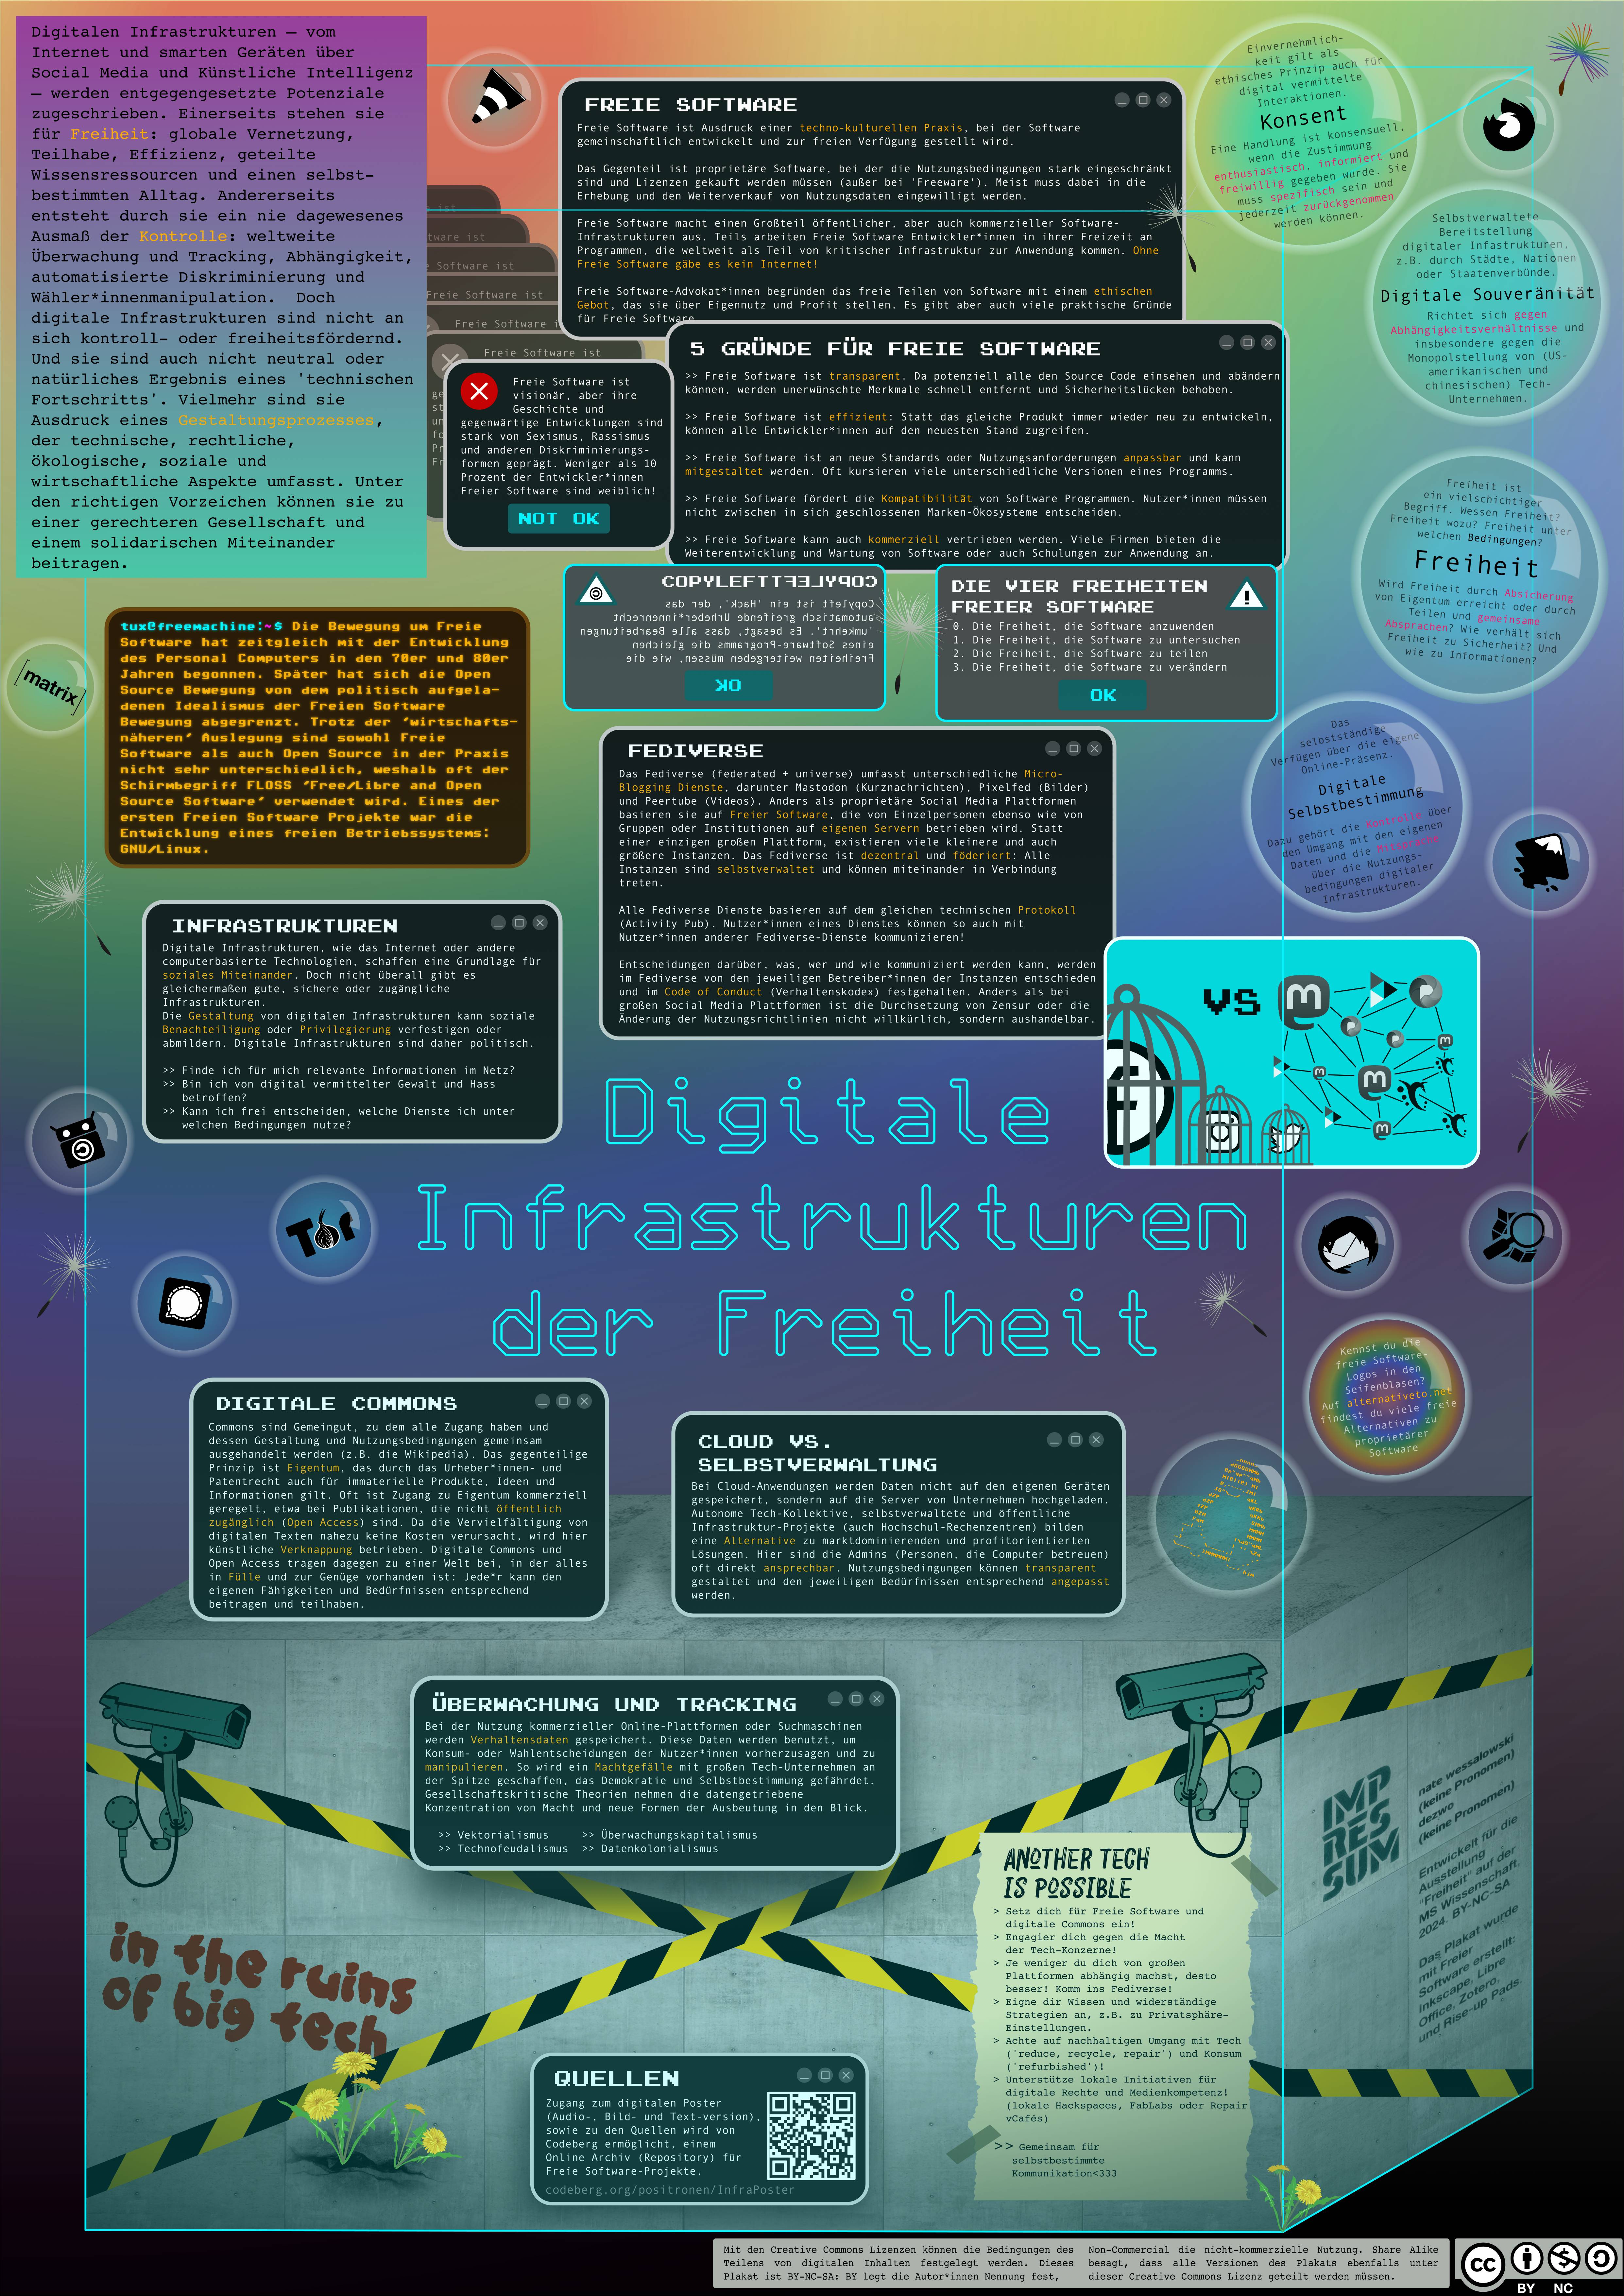 Digitalen Infrastrukturen – vom
Internet und smarten Geräten über
Social Media und Künstliche Intelligenz
– werden entgegengesetzte Potenziale
zugeschrieben. Einerseits stehen sie
für Freiheit: globale Vernetzung,
Teilhabe, Effizienz, geteilte
Wissensressourcen und einen selbst-
bestimmten Alltag. Andererseits
entsteht durch sie ein nie dagewesenes
Ausmaß der Kontrolle: weltweite
Überwachung und Tracking, Abhängigkeit,
automatisierte Diskriminierung und
Wähler*innenmanipulation. Doch
digitale Infrastrukturen sind nicht an
sich kontroll- oder freiheitsfördernd.
Und sie sind auch nicht neutral oder
natürliches Ergebnis eines 'technischen
Fortschritts'. Vielmehr sind sie
Ausdruck eines Gestaltungsprozesses,
der technische, rechtliche,
ökologische, soziale und
wirtschaftliche Aspekte umfasst. Unter
den richtigen Vorzeichen können sie zu
einer gerechteren Gesellschaft und
einem solidarischen Miteinander
beitragen.
FREIE SOFTWARE
Freie Software ist Ausdruck einer techno-kulturellen Praxis, bei der Software
gemeinschaftlich entwickelt und zur freien Verfügung gestellt wird.
Das Gegenteil ist proprietäre Software, bei der die Nutzungsbedingungen stark eingeschränkt
sind und Lizenzen gekauft werden müssen (außer bei 'Freeware'). Meist muss dabei in die
Erhebung und den Weiterverkauf von Nutzungsdaten eingewilligt werden.
Freie Software macht einen Großteil öffentlicher, aber auch kommerzieller Software-
Infrastrukturen aus. Teils arbeiten Freie Software Entwickler*innen in ihrer Freizeit an
Programmen, die weltweit als Teil von kritischer Infrastruktur zur Anwendung kommen. Ohne
Freie Software gäbe es kein Internet!
Freie Software-Advokat*innen begründen das freie Teilen von Software mit einem ethischen
Gebot, das sie über Eigennutz und Profit stellen. Es gibt aber auch viele praktische Gründe
für Freie Software
Einvernehmlich-
keit gilt als
ethisches Prinzip auch für
digital vermittelte
Interaktionen.
Konsent
Eine Handlung ist konsensuell,
wenn die Zustimmung
enthusiastisch, informiert und
freiwillig gegeben wurde. Sie
muss spezifisch sein und
jederzeit zurückgenommen
werden können.
Selbstverwaltete
Bereitstellung
digitaler Infastrukturen,
z.B. durch Städte, Nationen
oder Staatenverbünde.
Digitale Souveränität
Richtet sich gegen
Abhängigkeitsverhältnisse und
insbesondere gegen die
Monopolstellung von (US-
amerikanischen und
chinesischen) Tech-
Unternehmen.
ist
tware ist
e Software ist
Freie Software ist
Freie Software i
Freie Software ist
Freie Software ist
visionär, aber ihre
Geschichte und
gegenwärtige Entwicklungen sind
stark von Sexismus, Rassismus
und anderen Diskriminierungs-
formen geprägt. Weniger als 10
Prozent der Entwickler*innen
Freier Software sind weiblich!
NOT OK
5 GRÜNDE FÜR FREIE SOFTWARE
>> Freie Software ist transparent. Da potenziell alle den Source Code einsehen und abändern
können, werden unerwünschte Merkmale schnell entfernt und Sicherheitslücken behoben.
>> Freie Software ist effizient: Statt das gleiche Produkt immer wieder neu zu entwickeln,
können alle Entwickler*innen auf den neuesten Stand zugreifen.
>> Freie Software ist an neue Standards oder Nutzungsanforderungen anpassbar und kann
mitgestaltet werden. Oft kursieren viele unterschiedliche Versionen eines Programms.
>> Freie Software fördert die Kompatibilität von Software Programmen. Nutzer*innen müssen
nicht zwischen in sich geschlossenen Marken-Ökosysteme entscheiden.
>> Freie Software kann auch kommerziell vertrieben werden. Viele Firmen bieten die
Weiterentwicklung und Wartung von Software oder auch Schulungen zur Anwendung an.
Freiheit ist
ein vielschichtiger
Begriff. Wessen Freiheit?
Freiheit wozu? Freiheit unter
welchen Bedingungen?
Freiheit
Wird Freiheit durch Absicherung
von Eigentum erreicht oder durch
Teilen und gemeinsame
Absprachen? Wie verhält sich
Freiheit zu Sicherheit? Und
wie zu Informationen?
COPYLEFT
Copyleft ist ein 'Hack', der das
automatisch greifende Urheber*innenrecht
'umkehrt'. Es besagt, dass alle Bearbeitungen
eines Software-Programms die gleichen
Freiheiten weitergeben müssen, wie die
OK
DIE VIER FREIHEITEN
FREIER SOFTWARE
0. Die Freiheit, die Software anzuwenden
1. Die Freiheit, die Software zu untersuchen
2. Die Freiheit, die Software zu teilen
3. Die Freiheit, die Software zu verändern
OK
[matrix]
tux@freemachine:~$ Die Bewegung um Freie
Software hat zeitgleich mit der Entwicklung
des Personal Computers in den 70er und 80er
Jahren begonnen. Später hat sich die Open
Source Bewegung von dem politisch aufgela-
denen Idealismus der Freien Software
Bewegung abgegrenzt. Trotz der 'wirtschafts-
näheren' Auslegung sind sowohl Freie
Software als auch Open Source in der Praxis
nicht sehr unterschiedlich, weshalb oft der
Schirmbegriff FLOSS 'Free/Libre and Open
Source Software' verwendet wird. Eines der
ersten Freien Software Projekte war die
Entwicklung eines freien Betriebssystems:
GNU/Linux.
FEDIVERSE
Das Fediverse (federated + universe) umfasst unterschiedliche Micro-
Blogging Dienste, darunter Mastodon (Kurznachrichten), Pixelfed (Bilder)
und Peertube (Videos). Anders als proprietäre Social Media Plattformen
basieren sie auf Freier Software, die von Einzelpersonen ebenso wie von
Gruppen oder Institutionen auf eigenen Servern betrieben wird. Statt
einer einzigen großen Plattform, existieren viele kleinere und auch
größere Instanzen. Das Fediverse ist dezentral und föderiert: Alle
Instanzen sind selbstverwaltet und können miteinander in Verbindung
treten.
Alle Fediverse Dienste basieren auf dem gleichen technischen Protokoll
(Activity Pub). Nutzer*innen eines Dienstes können so auch mit
Nutzer*innen anderer Fediverse-Dienste kommunizieren!
Entscheidungen darüber, was, wer und wie kommuniziert werden kann, werden
im Fediverse von den jeweiligen Betreiber*innen der Instanzen entschieden
und im Code of Conduct (Verhaltenskodex) festgehalten. Anders als bei
großen Social Media Plattformen ist die Durchsetzung von Zensur oder die
Änderung der Nutzungsrichtlinien nicht willkürlich, sondern aushandelbar.
Das
selbstständige
Verfügen über die eigene
Online-Präsenz.
Digitale
Selbstbestimmung
Dazu gehört die Kontrolle über
den Umgang mit den eigenen
Daten und die Mitsprache
über die Nutzungs-
bedingungen digitaler
Infrastrukturen.
VS
INFRASTRUKTUREN
Digitale Infrastrukturen, wie das Internet oder andere
computerbasierte Technologien, schaffen eine Grundlage für
soziales Miteinander. Doch nicht überall gibt es
gleichermaßen gute, sichere oder zugängliche
Infrastrukturen.
Die Gestaltung von digitalen Infrastrukturen kann soziale
Benachteiligung oder Privilegierung verfestigen oder
abmildern. Digitale Infrastrukturen sind daher politisch.
>> Finde ich für mich relevante Informationen im Netz?
>> Bin ich von digital vermittelter Gewalt und Hass
betroffen?
>> Kann ich frei entscheiden, welche Dienste ich unter
welchen Bedingungen nutze?
Digitale
Infrastrukturen
der Freiheit
Tor
Kennst du die
freie Software-
Logos in den
Seifenblasen?
Auf alternativeto.net
findest du viele freie
Alternativen zu
proprietärer
Software
DIGITALE COMMONS
Commons sind Gemeingut, zu dem alle Zugang haben und
dessen Gestaltung und Nutzungsbedingungen gemeinsam
ausgehandelt werden (z.B. die Wikipedia). Das gegenteilige
Prinzip ist Eigentum, das durch das Urheber*innen- und
Patentrecht auch für immaterielle Produkte, Ideen und
Informationen gilt. Oft ist Zugang zu Eigentum kommerziell
geregelt, etwa bei Publikationen, die nicht öffentlich
zugänglich (Open Access) sind. Da die Vervielfältigung von
digitalen Texten nahezu keine Kosten verursacht, wird hier
künstliche Verknappung betrieben. Digitale Commons und
Open Access tragen dagegen zu einer Welt bei, in der alles
in Fülle und zur Genüge vorhanden ist: Jede*r kann den
eigenen Fähigkeiten und Bedürfnissen entsprechend
beitragen und teilhaben.
CLOUD VS.
SELBSTVERWALTUNG
Bei Cloud-Anwendungen werden Daten nicht auf den eigenen Geräten
gespeichert, sondern auf die Server von Unternehmen hochgeladen.
Autonome Tech-Kollektive, selbstverwaltete und öffentliche
Infrastruktur-Projekte (auch Hochschul-Rechenzentren) bilden
eine Alternative zu marktdominierenden und profitorientierten
Lösungen. Hier sind die Admins (Personen, die Computer betreuen)
oft direkt ansprechbar. Nutzungsbedingungen können transparent
gestaltet und den jeweiligen Bedürfnissen entsprechend angepasst
werden.
ÜBERWACHUNG UND TRACKING
Bei der Nutzung kommerzieller Online-Plattformen oder Suchmaschinen
werden Verhaltensdaten gespeichert. Diese Daten werden benutzt, um
Konsum- oder Wahlentscheidungen der Nutzer*innen vorherzusagen und zu
manipulieren. So wird ein Machtgefälle mit großen Tech-Unternehmen an
der Spitze geschaffen, das Demokratie und Selbstbestimmung gefährdet.
Gesellschaftskritische Theorien nehmen die datengetriebene
Konzentration von Macht und neue Formen der Ausbeutung in den Blick.
>> Vektorialismus >> Überwachungskapitalismus
>> Technofeudalismus >> Datenkolonialismus
ANOTHER TECH
IS POSSIBLE
> Setz dich für Freie Software und
digitale Commons ein!
> Engagier dich gegen die Macht
der Tech-Konzerne!
> Je weniger du dich von großen
Plattformen abhängig machst, desto
besser! Komm ins Fediverse!
> Eigne dir Wissen und widerständige
Strategien an, z.B. zu Privatsphäre-
Einstellungen.
> Achte auf nachhaltigen Umgang mit Tech
('reduce, recycle, repair') und Konsum
('refurbished')!
> Unterstütze lokale Initiativen für
digitale Rechte und Medienkompetenz!
(lokale Hackspaces, FabLabs oder Repair
vCafés)
>> Gemeinsam für
selbstbestimmte
Kommunikation<333
IMP
RES
SUM
nate wessalowski
(keine Pronomen)
dezwo
(keine Pronomen)
Entwickelt für die
Ausstellung
"Freiheit" auf der
MS Wissenschaft.
2024. BY-NC-SA
Das Plakat wurde
mit Freier
Software erstellt:
Inkscape, Libre
Office, Zotero,
und Rise-up Pads.
in the ruins
of big tech
QUELLEN
Zugang zum digitalen Poster
(Audio-, Bild- und Text-version),
sowie zu den Quellen wird von
Codeberg ermöglicht, einem
Online Archiv (Repository) für
Freie Software-Projekte.
codeberg.org/positronen/InfraPoster
Mit den Creative Commons Lizenzen können die Bedingungen des
Teilens von digitalen Inhalten festgelegt werden. Dieses
Plakat ist BY-NC-SA: BY legt die Autor*innen Nennung fest,
Non-Commercial die nicht-kommerzielle Nutzung. Share Alike
besagt, dass alle Versionen des Plakats ebenfalls unter
dieser Creative Commons Lizenz geteilt werden müssen.
cc
BY NC